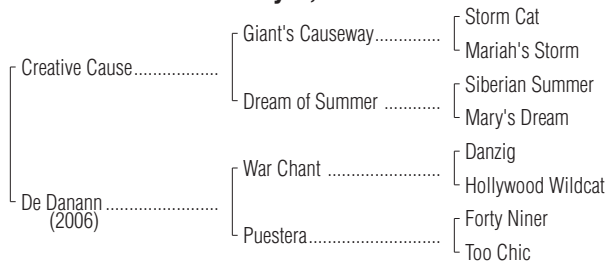 Storm Cat
Giant's Causeway..............
Mariah's Storm
Creative Cause..................
Siberian Summer
Dream of Summer ............
Mary's Dream
Danzig
War Chant ........................
Hollywood Wildcat
De Danann ........................
(2006)
Forty Niner
Puestera............................
Too Chic